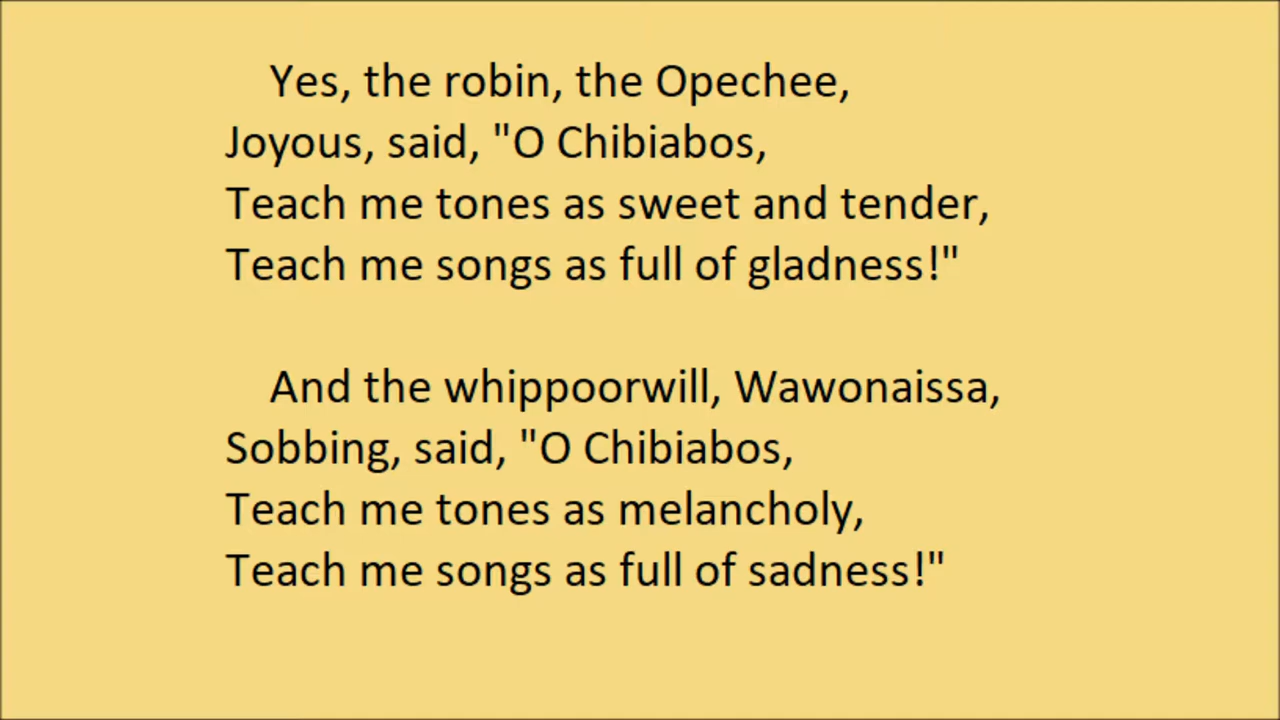 Yes, the robin, the Opechee,
Joyous, said, "O Chibiabos,
Teach me tones as sweet and tender,
Teach me songs as full of gladness!"
And the whippoorwill, Wawonaissa,
Sobbing, said, "O Chibiabos,
Teach me tones as melancholy,
Teach me songs as full of sadness!"